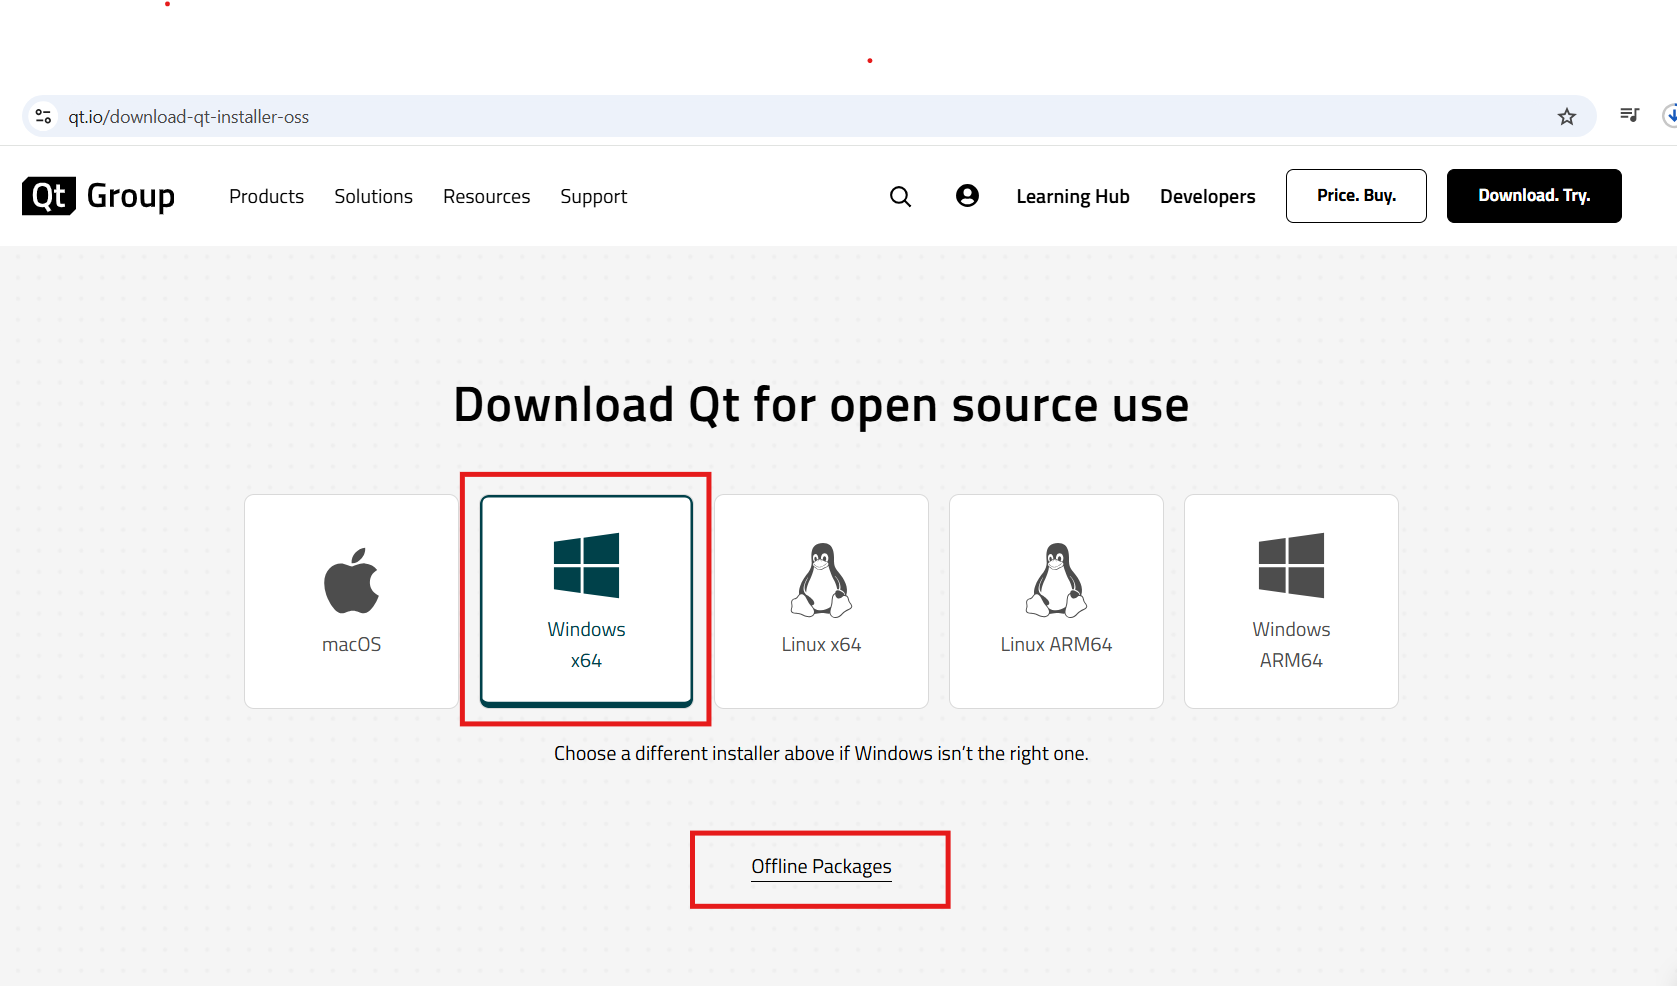 qt.io/download-qt-installer-oss
Qt Group Products Solutions Resources Support Learning Hub Developers Price. Buy. Download. Try.
Download Qt for open source use
macOS
Windows
x64
Linux x64
Linux ARM64
Windows
ARM64
Choose a different installer above if Windows isn’t the right one.
Offline Packages